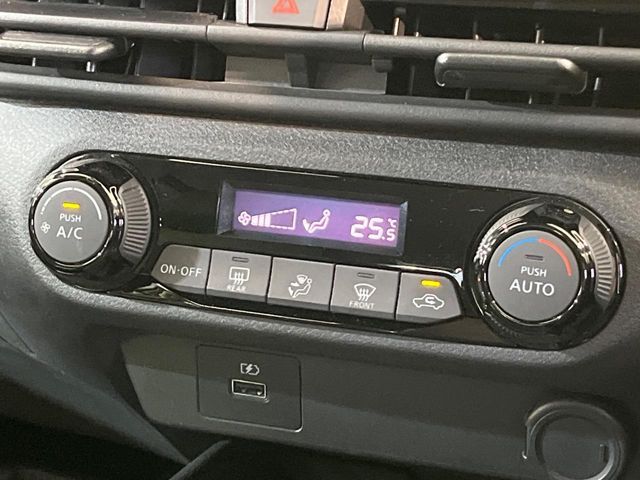 PUSH
A/C
25.5°C
ON·OFF
REAR
FRONT
PUSH
AUTO